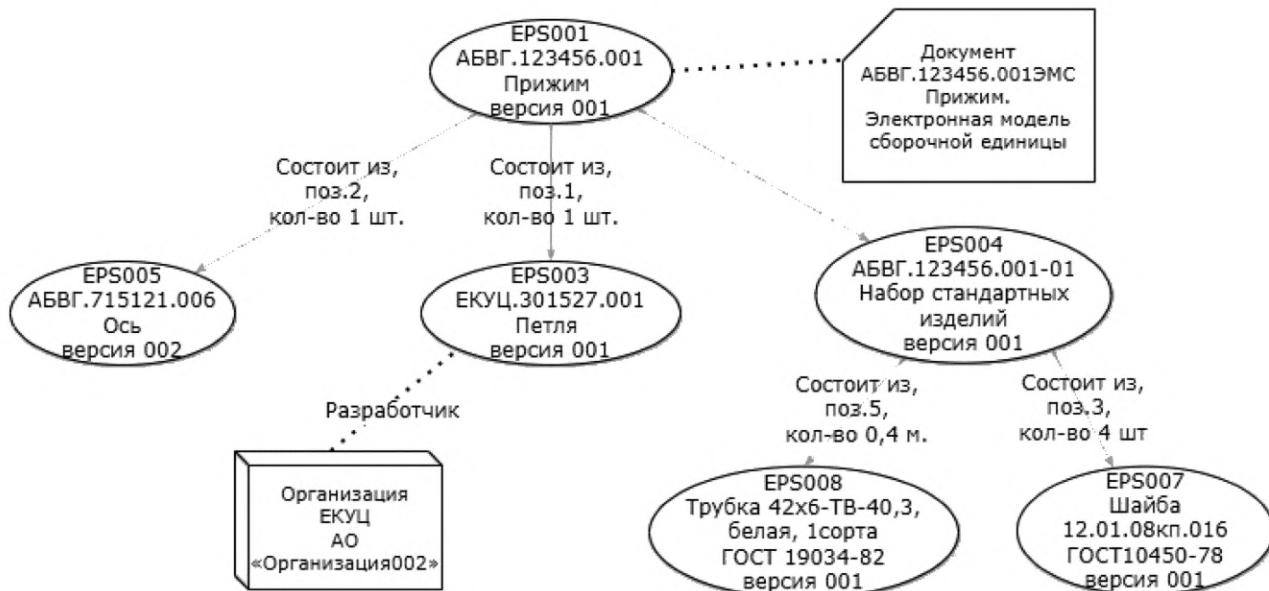 EPS001
АБВГ.123456.001
Прижим
версия 001
Документ
АБВГ.123456.001ЭМС
Прижим.
Электронная модель
сборочной единицы
Состоит из,
поз.2,
кол-во 1 шт.
Состоит из,
поз.1,
кол-во 1 шт.
EPS005
АБВГ.715121.006
Ось
версия 002
EPS003
ЕКУЦ.301527.001
Петля
версия 001
EPS004
АБВГ.123456.001-01
Набор стандартных
изделий
версия 001
Разработчик
Состоит из,
поз.5,
кол-во 0,4 м.
Состоит из,
поз.3,
кол-во 4 шт
Организация
ЕКУЦ
АО
«Организация002»
EPS008
Трубка 42х6-ТВ-40,3,
белая, 1сорта
ГОСТ 19034-82
версия 001
EPS007
Шайба
12.01.08кп.016
ГОСТ10450-78
версия 001